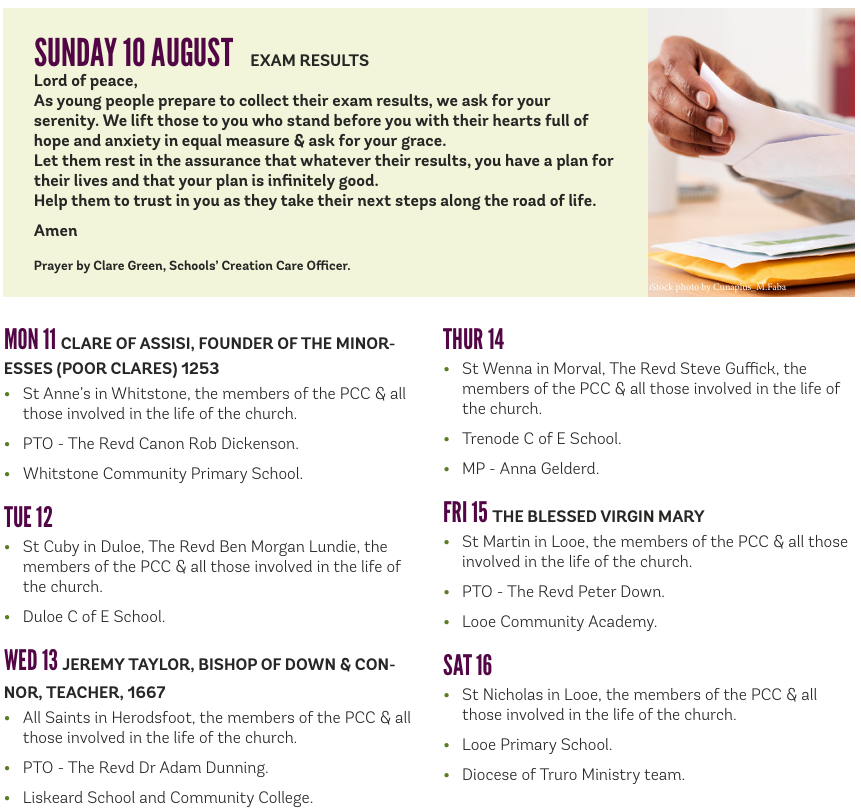 SUNDAY 10 AUGUST EXAM RESULTS
Lord of peace,
As young people prepare to collect their exam results, we ask for your
serenity. We lift those to you who stand before you with their hearts full of
hope and anxiety in equal measure & ask for your grace.
Let them rest in the assurance that whatever their results, you have a plan for
their lives and that your plan is infinitely good.
Help them to trust in you as they take their next steps along the road of life.
Amen
Prayer by Clare Green, Schools' Creation Care Officer.
iStock photo by Cunaplus_M.Faba
MON 11 CLARE OF ASSISI, FOUNDER OF THE MINOR-
ESSES (POOR CLARES) 1253
• St Anne's in Whitstone, the members of the PCC & all
those involved in the life of the church.
• PTO - The Revd Canon Rob Dickenson.
• Whitstone Community Primary School.
TUE 12
• St Cuby in Duloe, The Revd Ben Morgan Lundie, the
members of the PCC & all those involved in the life of
the church.
• Duloe C of E School.
WED 13 JEREMY TAYLOR, BISHOP OF DOWN & CON-
NOR, TEACHER, 1667
• All Saints in Herodsfoot, the members of the PCC & all
those involved in the life of the church.
• PTO - The Revd Dr Adam Dunning.
• Liskeard School and Community College.
THUR 14
• St Wenna in Morval, The Revd Steve Guffick, the
members of the PCC & all those involved in the life of
the church.
• Trenode C of E School.
• MP - Anna Gelderd.
FRI 15 THE BLESSED VIRGIN MARY
• St Martin in Looe, the members of the PCC & all those
involved in the life of the church.
• PTO - The Revd Peter Down.
• Looe Community Academy.
SAT 16
• St Nicholas in Looe, the members of the PCC & all
those involved in the life of the church.
• Looe Primary School.
• Diocese of Truro Ministry team.